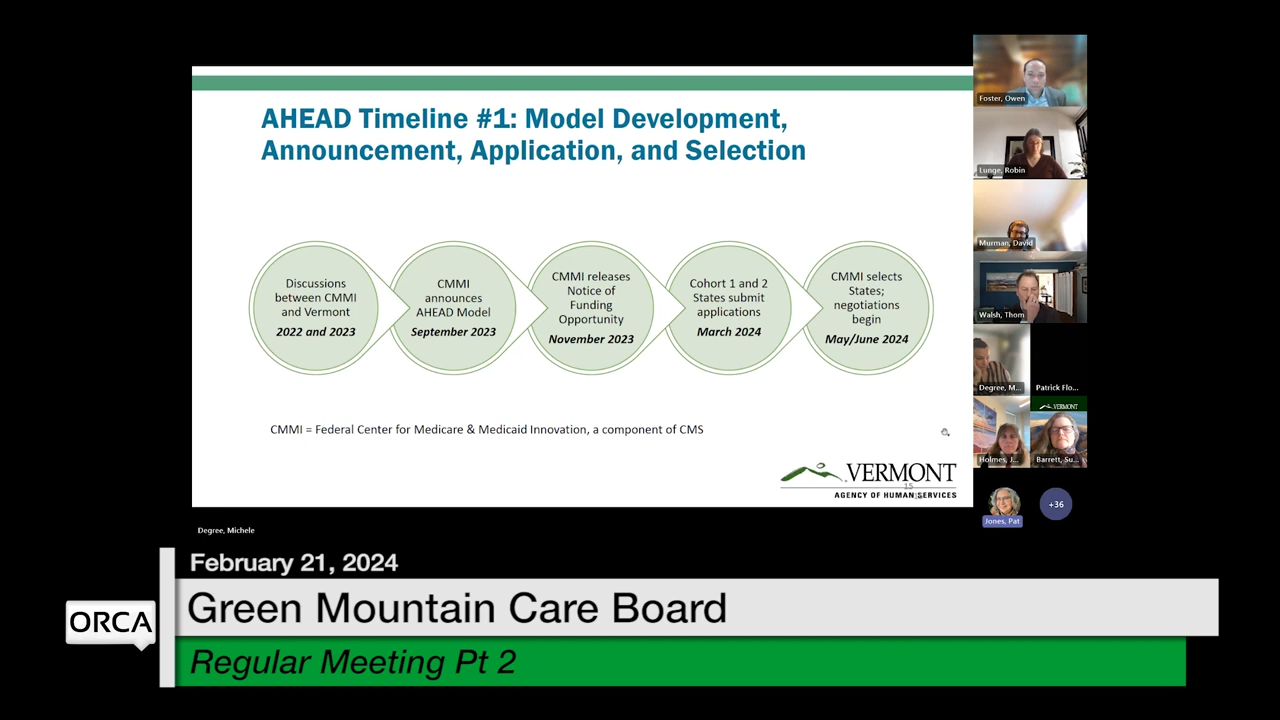 AHEAD Timeline #1: Model Development,
Announcement, Application, and Selection
Discussions
between CMMI
and Vermont
2022 and 2023
CMMI
announces
AHEAD Model
September 2023
CMMI releases
Notice of
Funding
Opportunity
November 2023
Cohort 1 and 2
States submit
applications
March 2024
CMMI selects
States;
negotiations
begin
May/June 2024
CMMI = Federal Center for Medicare & Medicaid Innovation, a component of CMS
VERMONT
15
AGENCY OF HUMAN SERVICES
Foster, Owen
Lunge, Robin
Murman, David
Walsh, Thom
Degree, M...
Patrick Flo...
VERMONT
Holmes, J...
Barrett, Su...
Jones, Pat
+36
Degree, Michele
February 21, 2024
ORCA
Green Mountain Care Board
Regular Meeting Pt 2